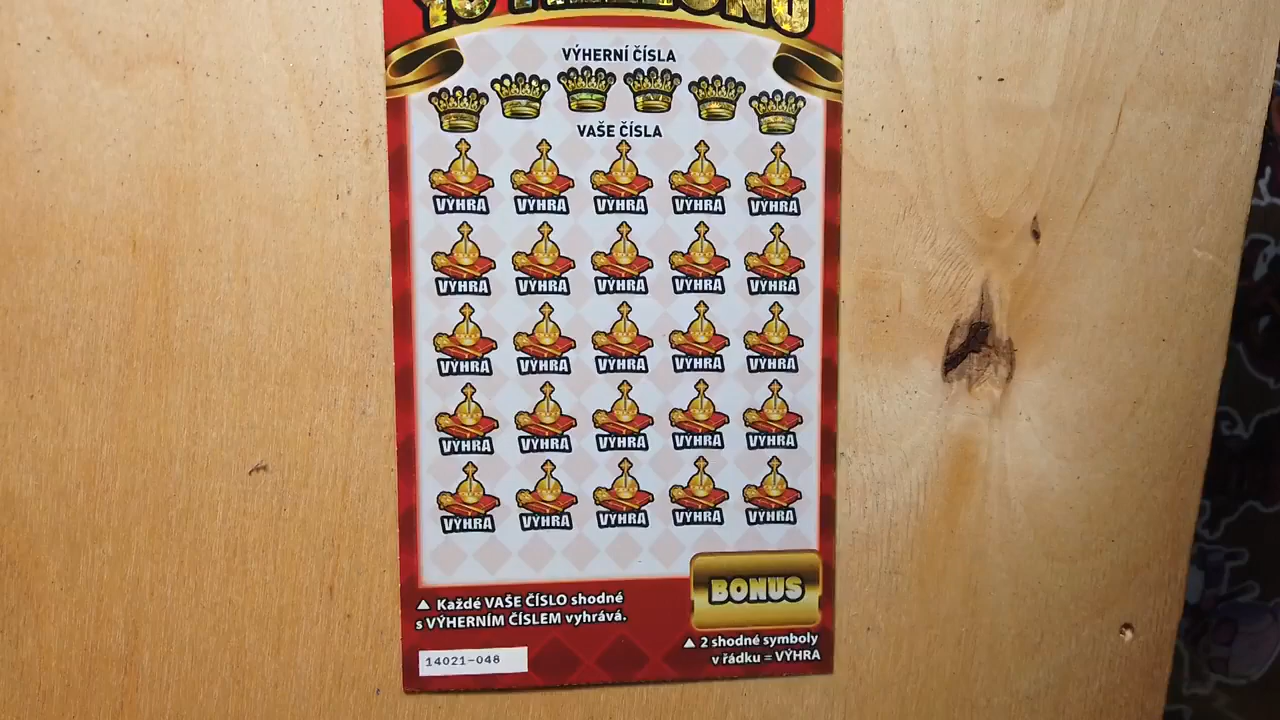 VÝHERNÍ ČÍSLA
VAŠE ČÍSLA
VÝHRA VÝHRA VÝHRA VÝHRA VÝHRA
VÝHRA VÝHRA VÝHRA VÝHRA VÝHRA
VÝHRA VÝHRA VÝHRA VÝHRA VÝHRA
VÝHRA VÝHRA VÝHRA VÝHRA VÝHRA
VÝHRA VÝHRA VÝHRA VÝHRA VÝHRA
BONUS
▲ Každé VAŠE ČÍSLO shodné
s VÝHERNÍM ČÍSLEM vyhrává.
▲ 2 shodné symboly
v řádku = VÝHRA
14021-048